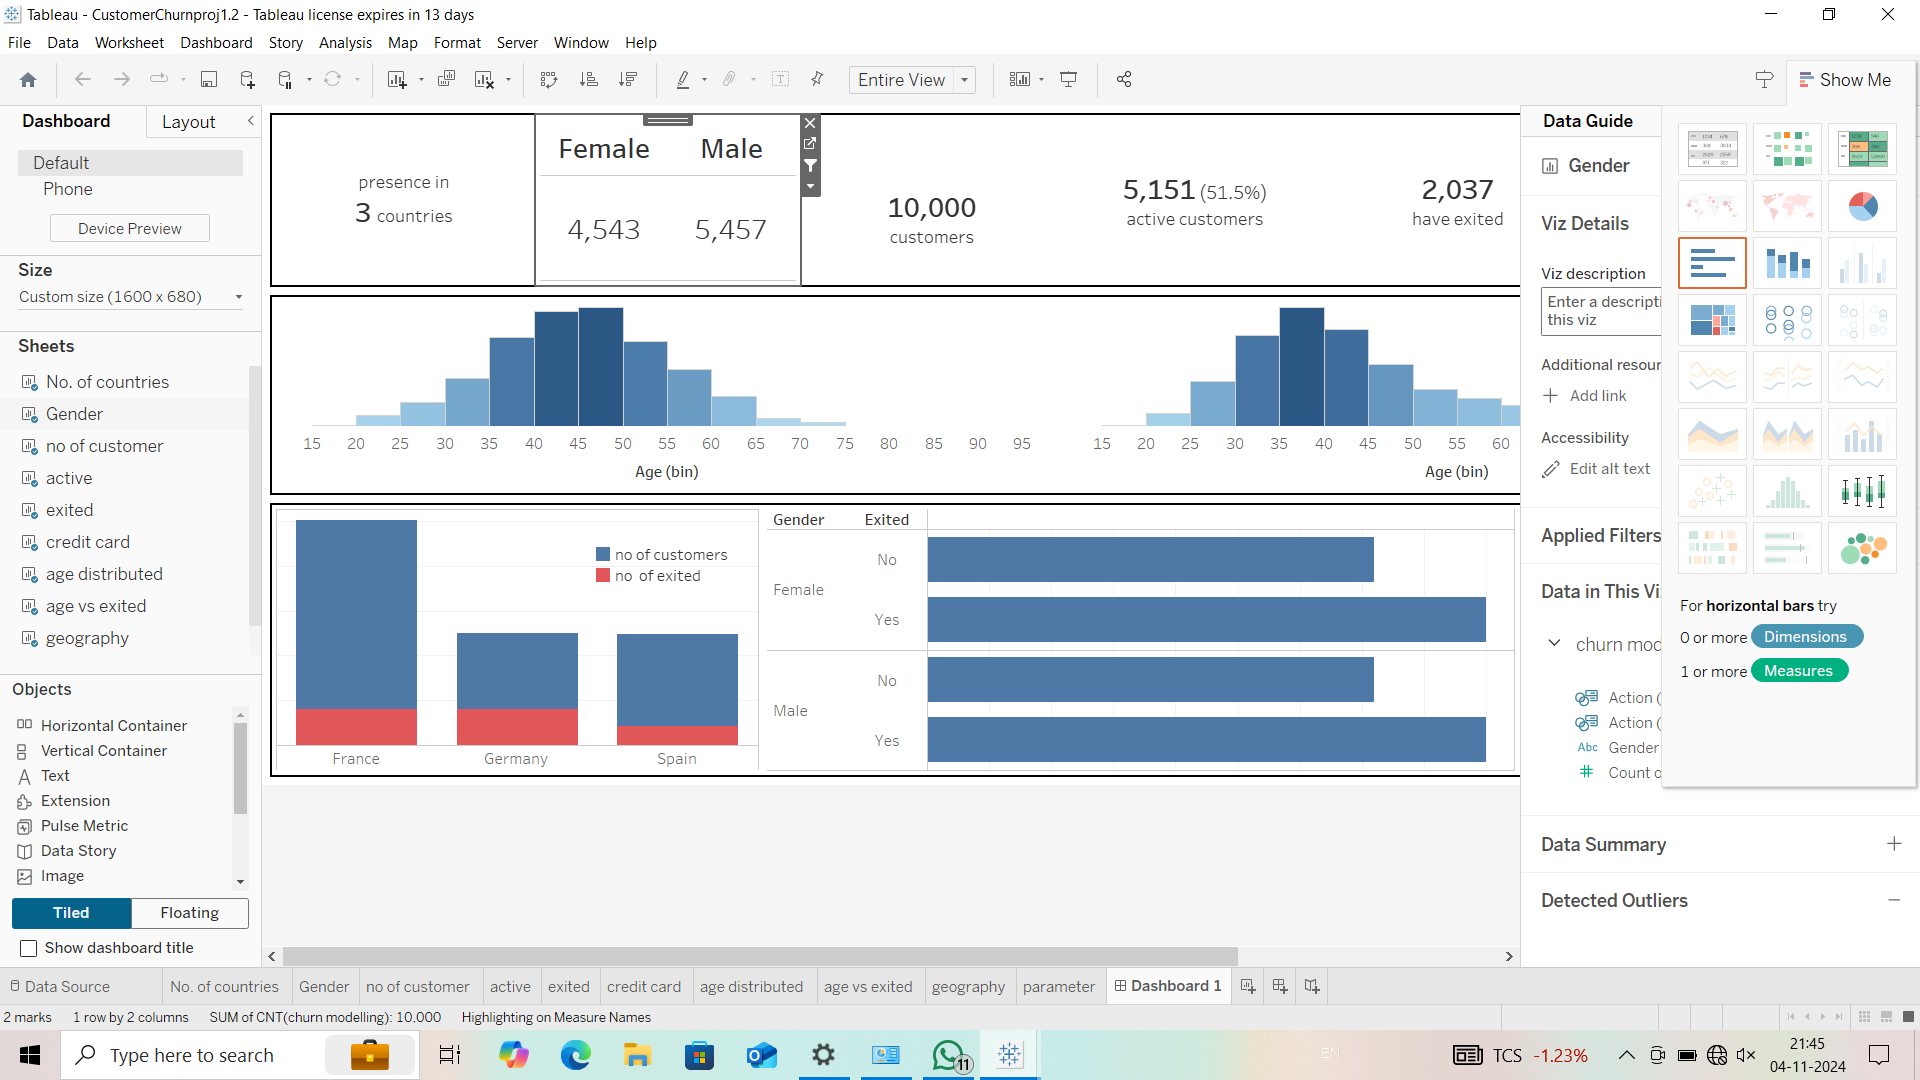 Tableau - CustomerChurnproj1.2 - Tableau license expires in 13 days
File Data Worksheet Dashboard Story Analysis Map Format Server Window Help
Entire View
Show Me
Dashboard
Layout
Default
Phone
Device Preview
Size
Custom size (1600 x 680)
Sheets
No. of countries
Gender
no of customer
active
exited
credit card
age distributed
age vs exited
geography
Objects
Horizontal Container
Vertical Container
Text
Extension
Pulse Metric
Data Story
Image
Tiled
Floating
Show dashboard title
presence in
3 countries
Female Male
4,543 5,457
10,000
customers
5,151 (51.5%)
active customers
2,037
have exited
15 20 25 30 35 40 45 50 55 60 65 70 75 80 85 90 95
Age (bin)
15 20 25 30 35 40 45 50 55 60
Age (bin)
no of customers
no of exited
France Germany Spain
Gender Exited
Female
No
Yes
Male
No
Yes
Data Guide
Gender
Viz Details
Viz description
Enter a descripti
this viz
Additional resour
Add link
Accessibility
Edit alt text
Applied Filters
Data in This Vi
churn mod
Action (
Action (
Abc Gender
Count o
For horizontal bars try
0 or more Dimensions
1 or more Measures
Data Summary
Detected Outliers
Data Source No. of countries Gender no of customer active exited credit card age distributed age vs exited geography parameter Dashboard 1
2 marks 1 row by 2 columns SUM of CNT(churn modelling): 10,000 Highlighting on Measure Names
Type here to search
11
EN
TCS -1.23%
21:45
04-11-2024